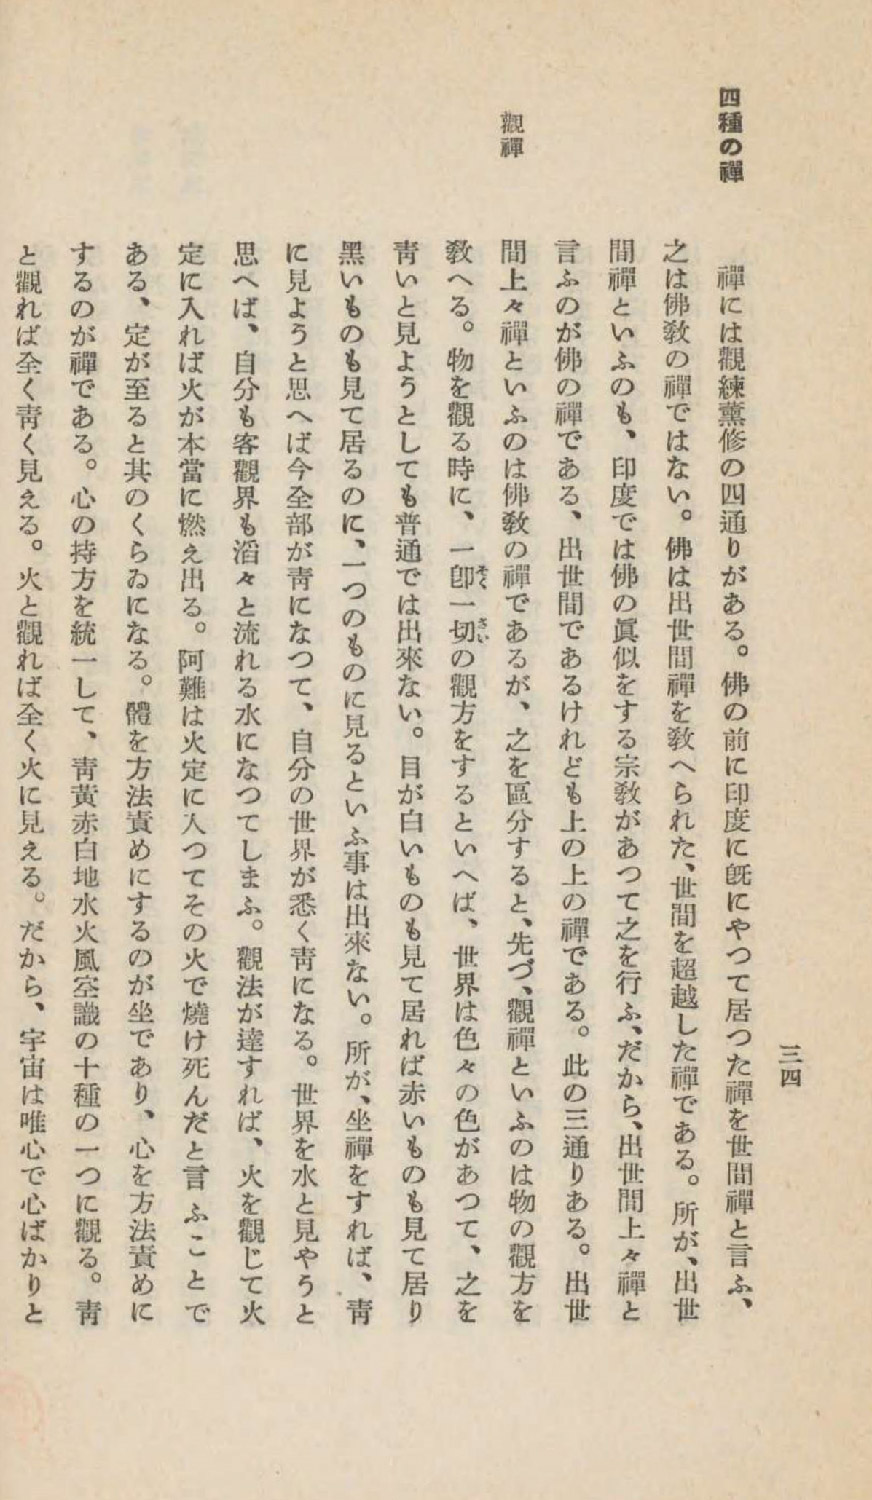 三四
四種の禪
禪には觀練薰修の四通りがある。佛の前に印度に旣にやつて居つた禪を世間禪と言ふ、
之は佛敎の禪ではない。佛は出世間禪を敎へられた、世間を超越した禪である。所が、出世
間禪といふのも、印度では佛の眞似をする宗敎があつて之を行ふ、だから、出世間上々禪と
言ふのが佛の禪である、出世間であるけれども上の上の禪である。此の三通りある。出世
觀禪
間上々禪といふのは佛敎の禪であるが、之を區分すると、先づ、觀禪といふのは物の觀方を
敎へる。物を觀る時に、一卽一切の觀方をするといへば、世界は色々の色があつて、之を
靑いと見ようとしても普通では出來ない。目が白いものも見て居れば赤いものも見て居り
黑いものも見て居るのに、一つのものに見るといふ事は出來ない。所が、坐禪をすれば、靑
に見ようと思へば今全部が靑になつて、自分の世界が悉く靑になる。世界を水と見やうと
思へば、自分も客觀界も滔々と流れる水になつてしまふ。觀法が達すれば、火を觀じて火
定に入れば火が本當に燃え出る。阿難は火定に入つてその火で燒け死んだと言ふことで
ある、定が至ると其のくらゐになる。體を方法責めにするのが坐であり、心を方法責めに
するのが禪である。心の持方を統一して、靑黃赤白地水火風空識の十種の一つに觀る。靑
と觀れば全く靑く見える。火と觀れば全く火に見える。だから、宇宙は唯心で心ばかりと